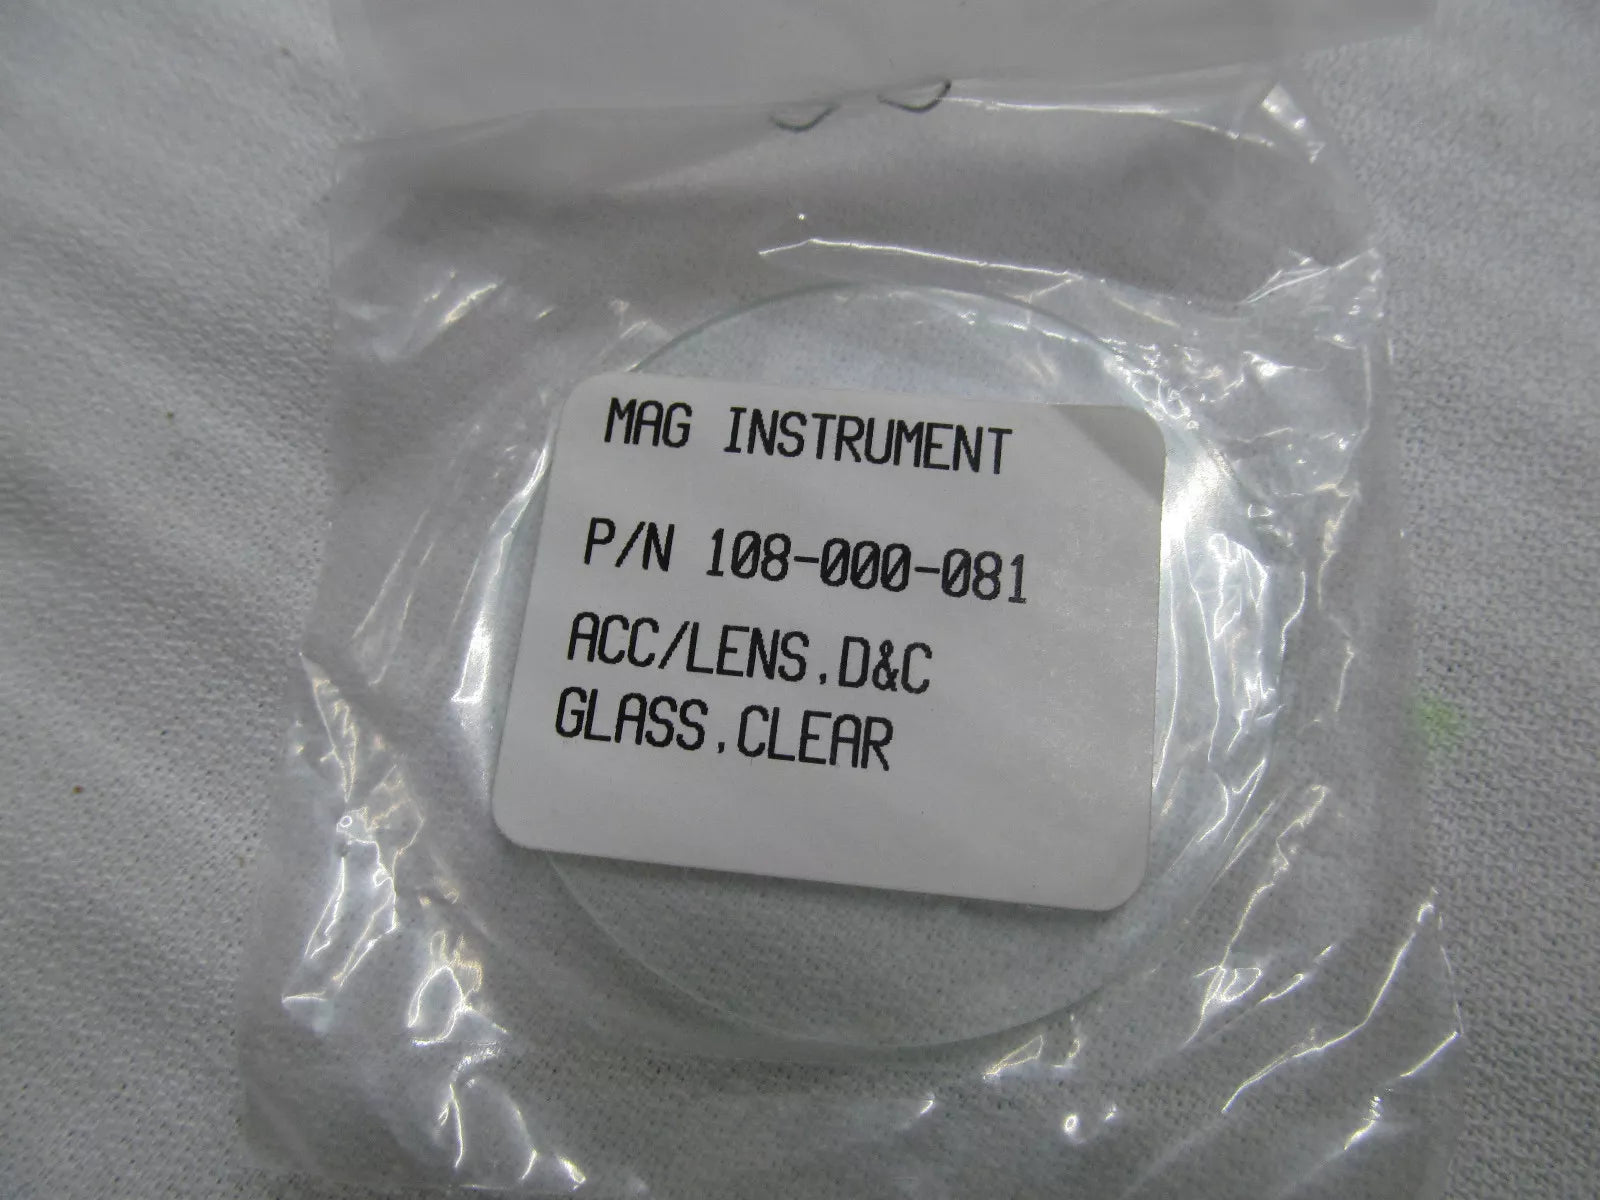 MAG INSTRUMENT
P/N 108-000-081
ACC/LENS,D&C
GLASS,CLEAR